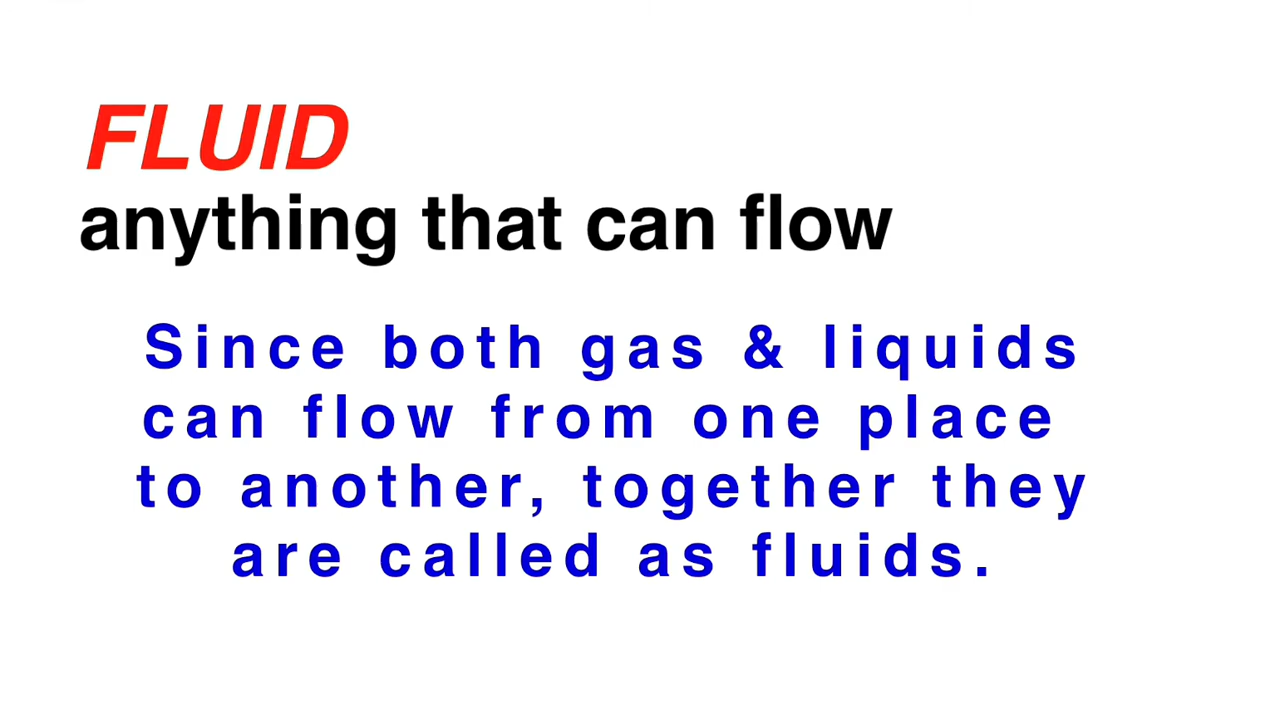 FLUID
anything that can flow
Since both gas & liquids
can flow from one place
to another, together they
are called as fluids.